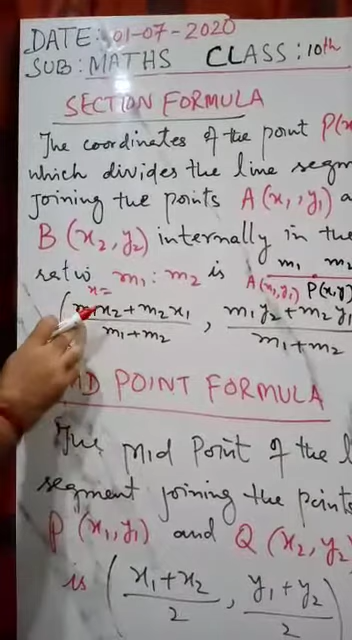 DATE: 01-07-2020
SUB: MATHS CLASS: 10th
SECTION FORMULA
The coordinates of the point P(x
which divides the line segm
joining the points A(x₁, y₁) a
B(x₂, y₂) internally in the
ratio m₁ : m₂ is
m₁ m₂
A(x₁, y₁) P(x, y)
x=
(m₁x₂+m₂x₁/m₁+m₂, m₁y₂+m₂y₁/m₁+m₂
MID POINT FORMULA
The Mid Point of the l
segment joining the points
P(x₁, y₁) and Q(x₂, y₂)
is (x₁+x₂/2, y₁+y₂/2)